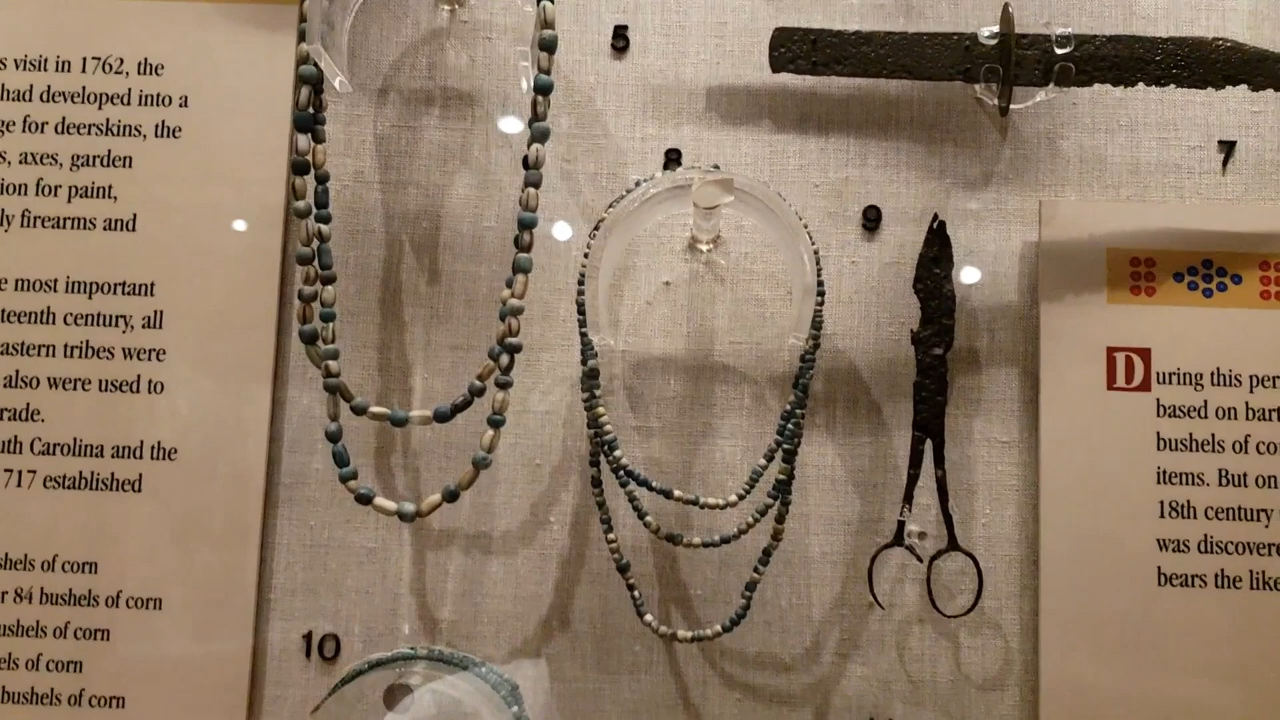 s visit in 1762, the
had developed into a
ge for deerskins, the
s, axes, garden
ion for paint,
ly firearms and
e most important
teenth century, all
astern tribes were
also were used to
rade.
uth Carolina and the
717 established
shels of corn
r 84 bushels of corn
ushels of corn
els of corn
bushels of corn
5
7
8
9
10
During this per
based on bart
bushels of co
items. But on
18th century
was discovere
bears the like